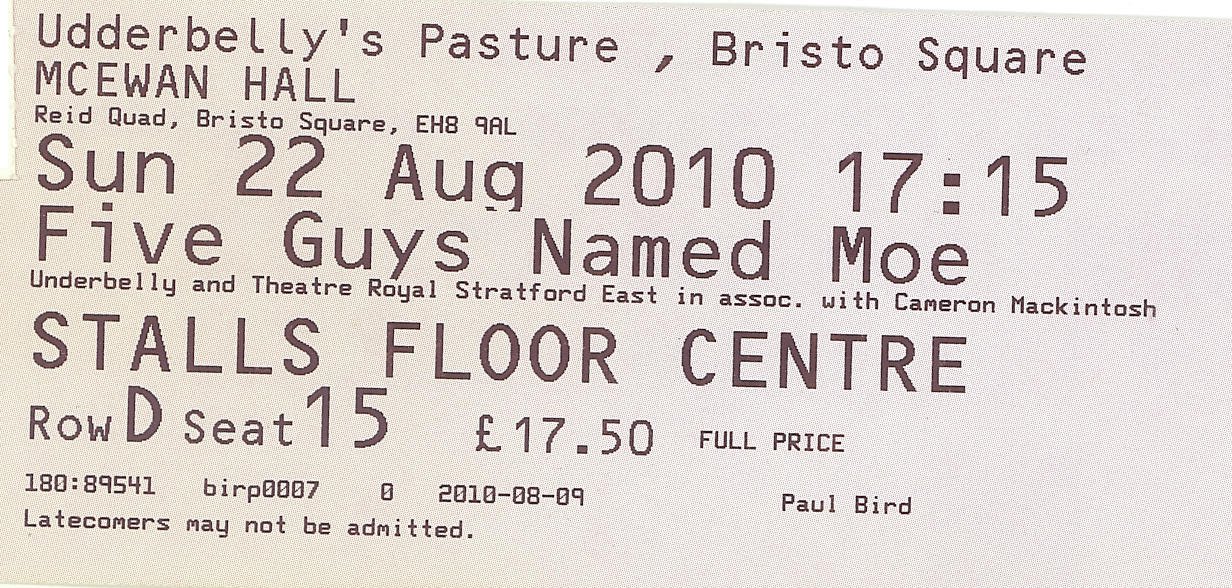 Udderbelly's Pasture , Bristo Square
MCEWAN HALL
Reid Quad, Bristo Square, EH8 9AL
Sun 22 Aug 2010 17:15
Five Guys Named Moe
Underbelly and Theatre Royal Stratford East in assoc. with Cameron Mackintosh
STALLS FLOOR CENTRE
Row D Seat 15 £17.50 FULL PRICE
180:89541 birp0007 0 2010-08-09 Paul Bird
Latecomers may not be admitted.